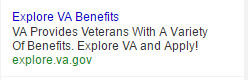 Explore VA Benefits
VA Provides Veterans With A Variety
Of Benefits. Explore VA and Apply!
explore.va.gov